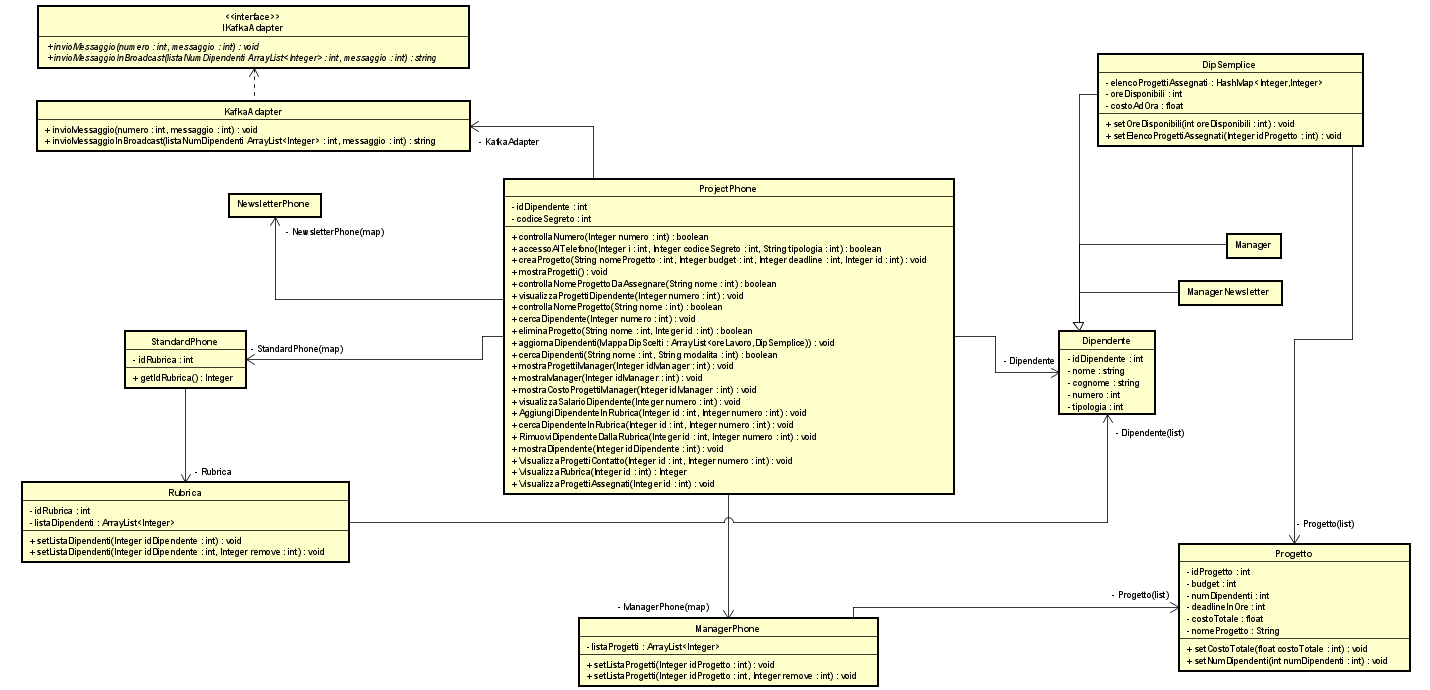 <<interface>>
IKafkaAdapter
+invioMessaggio(numero : int, messaggio : int) : void
+invioMessaggioInBroadcast(listaNumDipendenti ArrayList<Integer> : int, messaggio : int) : string
KafkaAdapter
+ invioMessaggio(numero : int, messaggio : int) : void
+ invioMessaggioInBroadcast(listaNumDipendenti ArrayList<Integer> : int, messaggio : int) : string
- KafkaAdapter
NewsletterPhone
- NewsletterPhone(map)
StandardPhone
- idRubrica : int
+ getIdRubrica() : Integer
- StandardPhone(map)
- Rubrica
Rubrica
- idRubrica : int
- listaDipendenti : ArrayList<Integer>
+ setListaDipendenti(Integer idDipendente : int) : void
+ setListaDipendenti(Integer idDipendente : int, Integer remove : int) : void
ProjectPhone
- idDipendente : int
- codiceSegreto : int
+ controllaNumero(Integer numero : int) : boolean
+ accessoAlTelefono(Integer i : int, Integer codiceSegreto : int, String tipologia : int) : boolean
+ creaProgetto(String nomeProgetto : int, Integer budget : int, Integer deadline : int, Integer id : int) : void
+ mostraProgetti() : void
+ controllaNomeProgettoDaAssegnare(String nome : int) : boolean
+ visualizzaProgettiDipendente(Integer numero : int) : void
+ controllaNomeProgetto(String nome : int) : boolean
+ cercaDipendente(Integer numero : int) : void
+ eliminaProgetto(String nome : int, Integer id : int) : boolean
+ aggiornaDipendenti(Mappa DipScelti : ArrayList<oreLavoro,DipSemplice>) : void
+ cercaDipendenti(String nome : int, String modalita : int) : boolean
+ mostraProgettiManager(Integer idManager : int) : void
+ mostraManager(Integer idManager : int) : void
+ mostraCostoProgettiManager(Integer idManager : int) : void
+ visualizzaSalarioDipendente(Integer numero : int) : void
+ AggiungiDipendenteInRubrica(Integer id : int, Integer numero : int) : void
+ cercaDipendenteInRubrica(Integer id : int, Integer numero : int) : void
+ RimuoviDipendenteDallaRubrica(Integer id : int, Integer numero : int) : void
+ mostraDipendente(Integer idDipendente : int) : void
+ VisualizzaProgettiContatto(Integer id : int, Integer numero : int) : void
+ VisualizzaRubrica(Integer id : int) : Integer
+ VisualizzaProgettiAssegnati(Integer id : int) : void
- ManagerPhone(map)
ManagerPhone
- listaProgetti : ArrayList<Integer>
+ setListaProgetti(Integer idProgetto : int) : void
+ setListaProgetti(Integer idProgetto : int, Integer remove : int) : void
DipSemplice
- elencoProgettiAssegnati : HashMap<Integer,Integer>
- oreDisponibili : int
- costoAdOra : float
+ setOreDisponibili(int oreDisponibili : int) : void
+ setElencoProgettiAssegnati(Integer idProgetto : int) : void
Manager
ManagerNewsletter
- Dipendente
Dipendente
- idDipendente : int
- nome : string
- cognome : string
- numero : int
- tipologia : int
- Dipendente(list)
- Progetto(list)
- Progetto(list)
Progetto
- idProgetto : int
- budget : int
- numDipendenti : int
- deadlineInOre : int
- costoTotale : float
- nomeProgetto : String
+ setCostoTotale(float costoTotale : int) : void
+ setNumDipendenti(int numDipendenti : int) : void